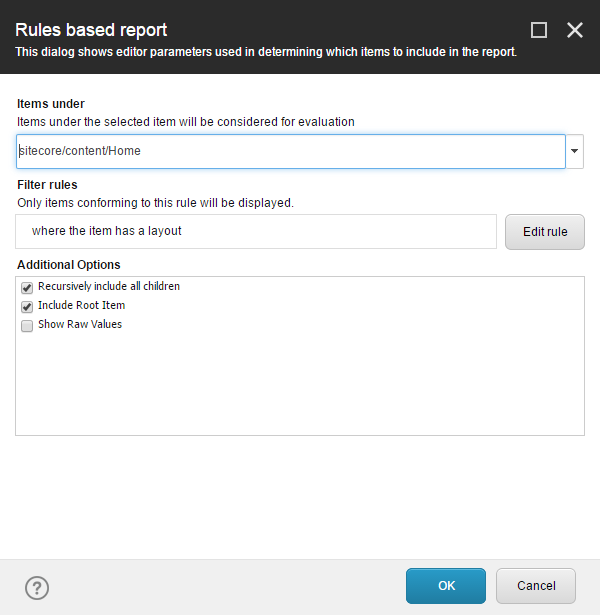 Rules based report
This dialog shows editor parameters used in determining which items to include in the report.
Items under
Items under the selected item will be considered for evaluation
sitecore/content/Home
Filter rules
Only items conforming to this rule will be displayed.
where the item has a layout
Edit rule
Additional Options
Recursively include all children
Include Root Item
Show Raw Values
?
OK
Cancel